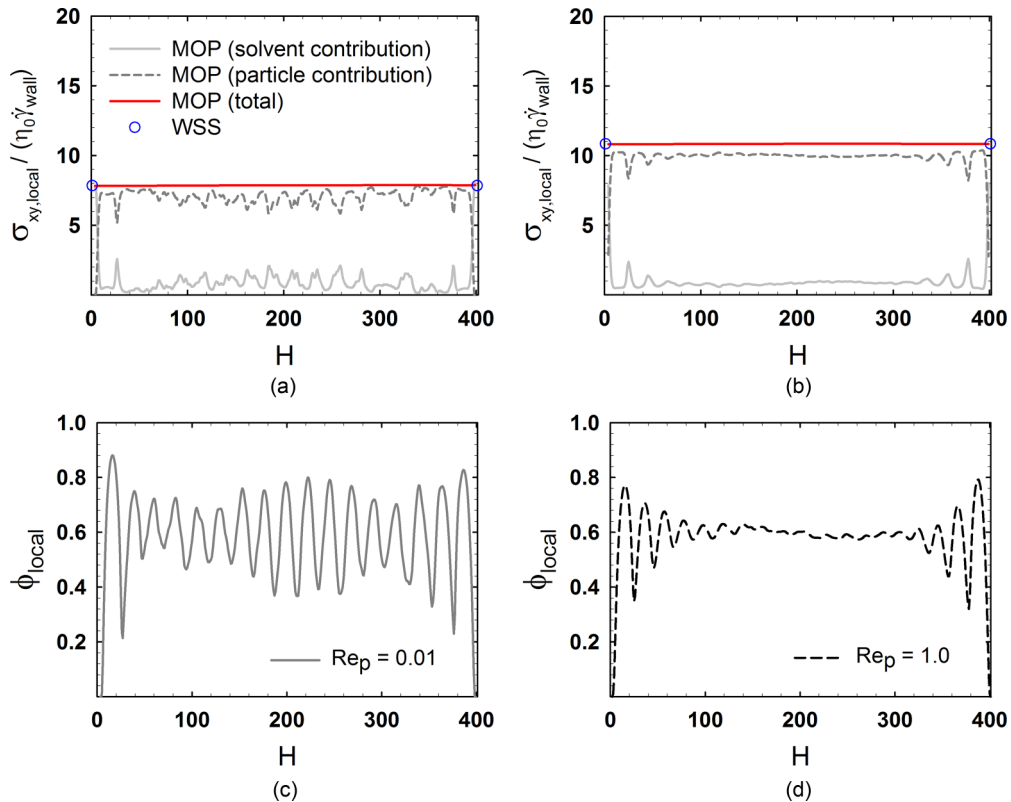 20
15
10
5
σxy,local / (η0γ̇wall)
MOP (solvent contribution)
MOP (particle contribution)
MOP (total)
WSS
0 100 200 300 400
H
(a)
20
15
10
5
σxy,local / (η0γ̇wall)
0 100 200 300 400
H
(b)
1.0
0.8
0.6
0.4
0.2
ϕlocal
Rep = 0.01
0 100 200 300 400
H
(c)
1.0
0.8
0.6
0.4
0.2
ϕlocal
Rep = 1.0
0 100 200 300 400
H
(d)